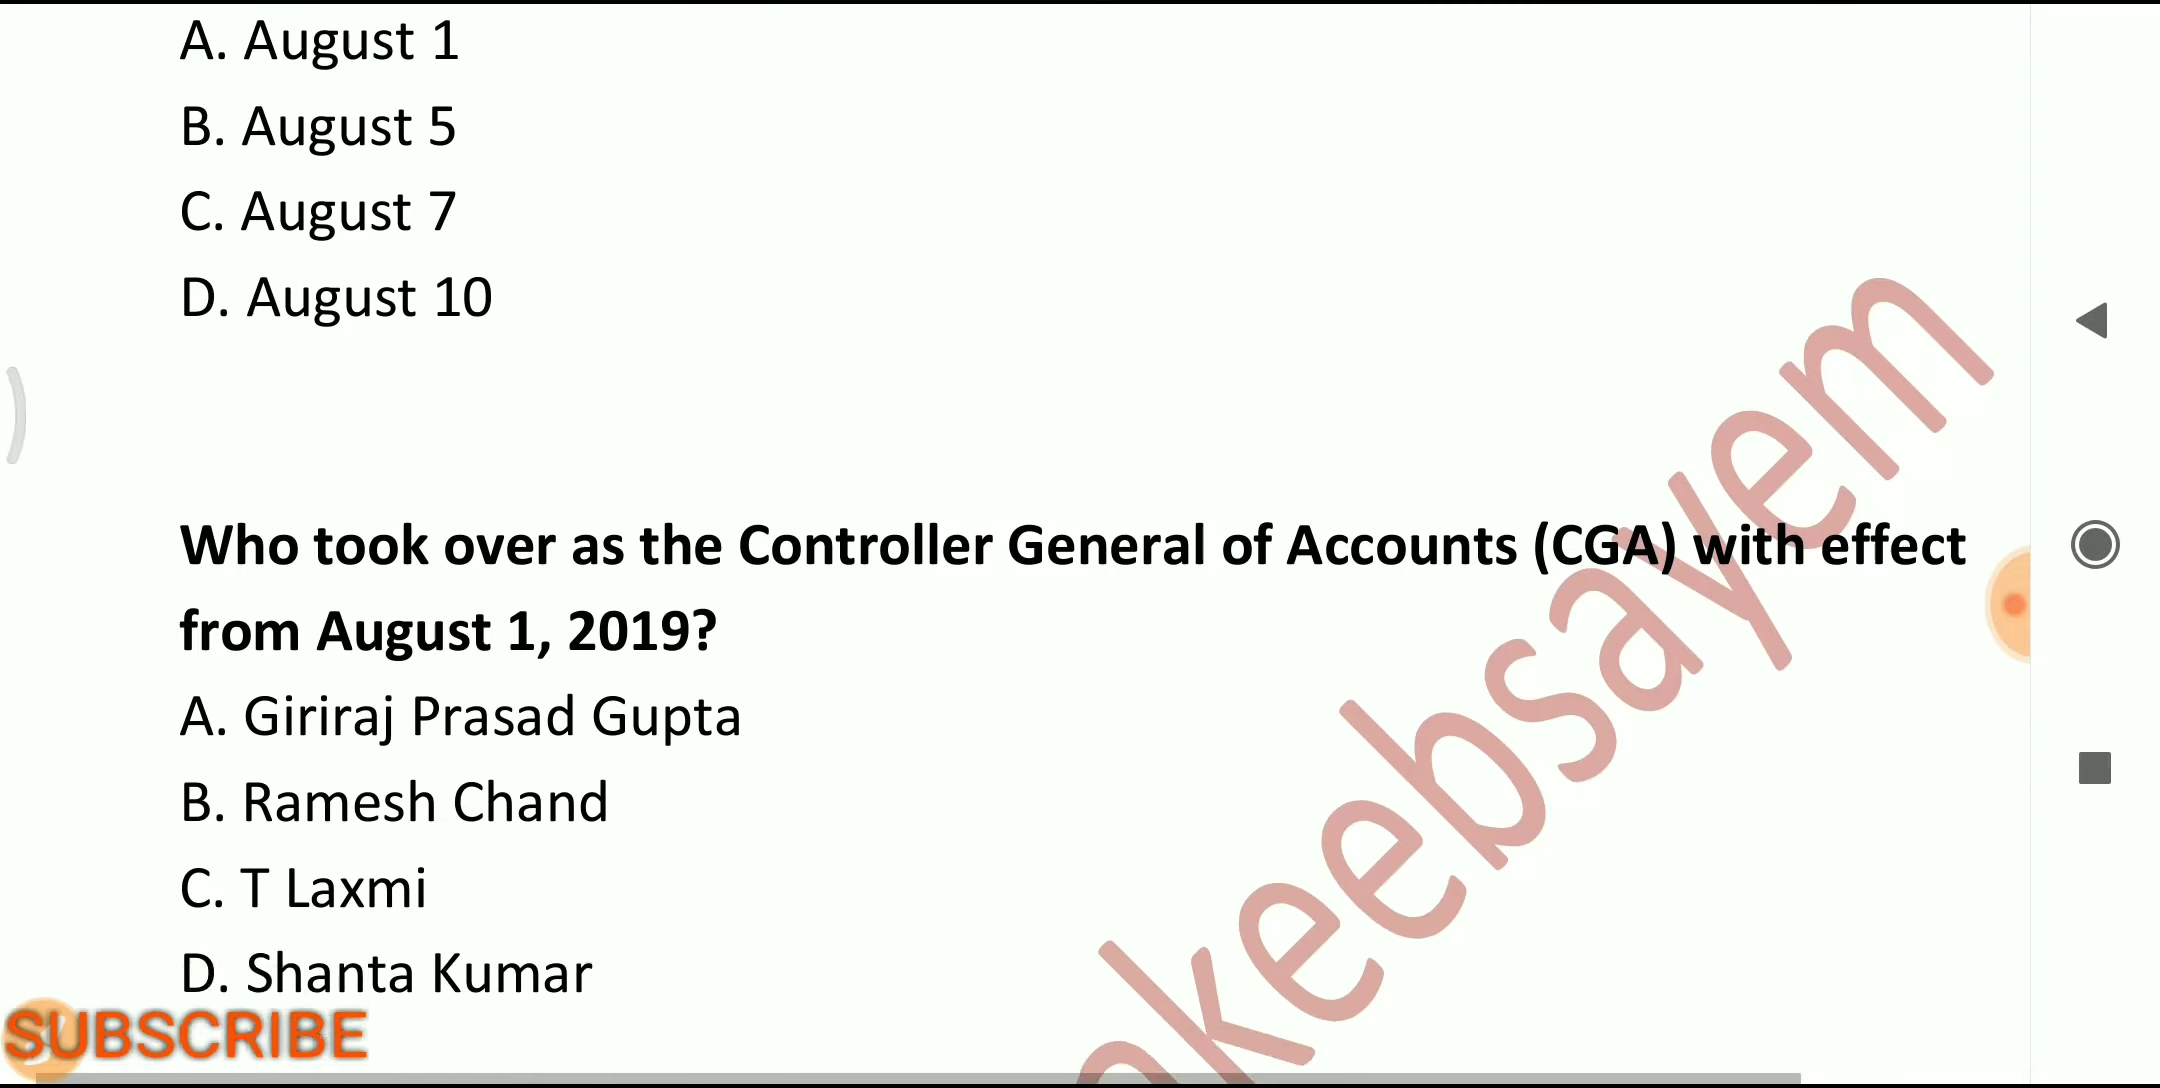 A. August 1
B. August 5
C. August 7
D. August 10
Who took over as the Controller General of Accounts (CGA) with effect
from August 1, 2019?
A. Giriraj Prasad Gupta
B. Ramesh Chand
C. T Laxmi
D. Shanta Kumar
SUBSCRIBE
keebsayem